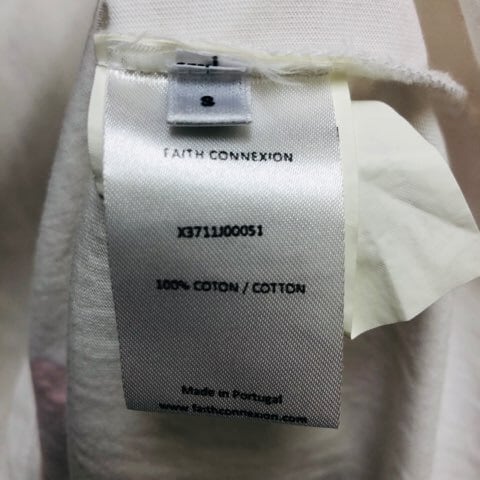 S
FAITH CONNEXION
X3711J00051
100% COTON / COTTON
Made in Portugal
www.faithconnexion.com